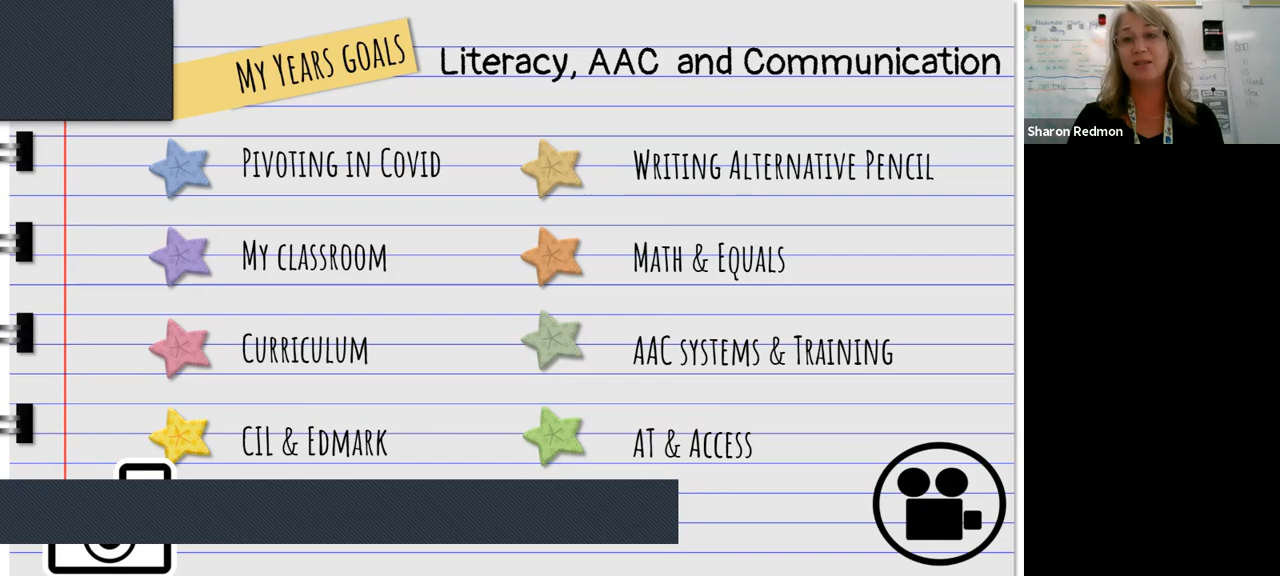 My Years Goals
Literacy, AAC and Communication
Pivoting in Covid
My classroom
Curriculum
CIL & Edmark
Writing Alternative Pencil
Math & Equals
AAC systems & Training
AT & Access
Sharon Redmon